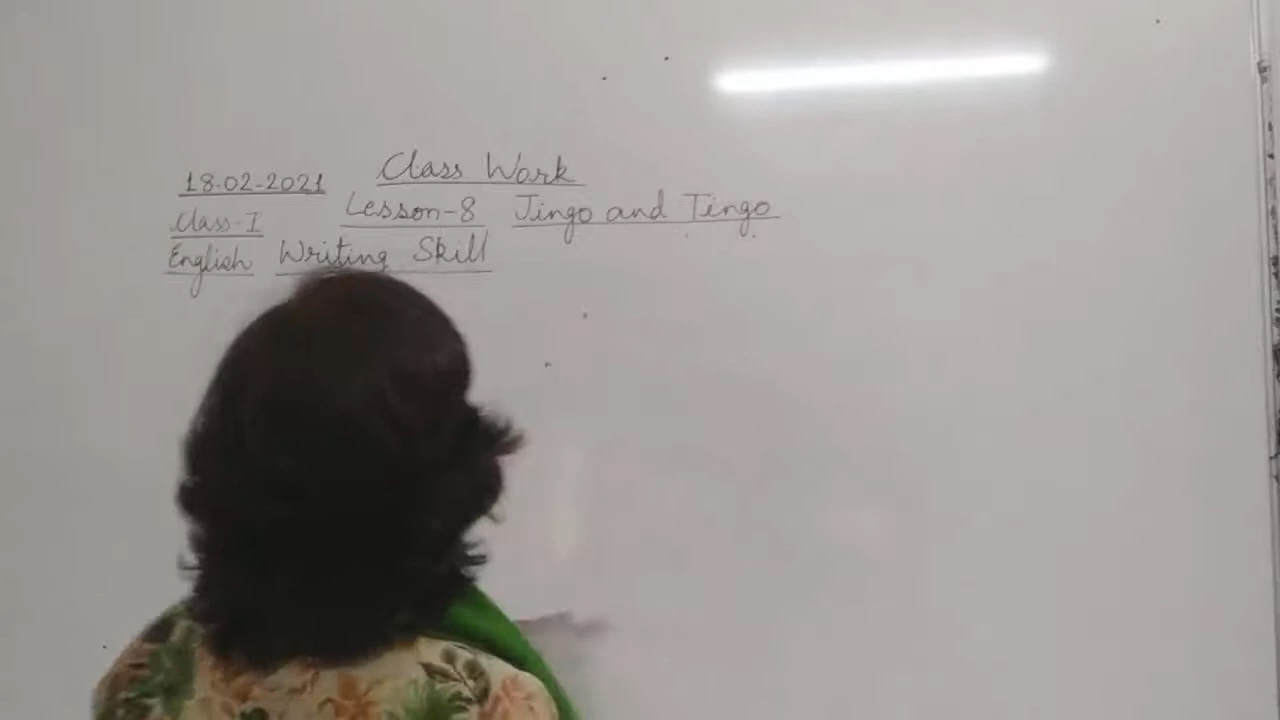 Class Work
18.02-2021
Lesson-8 Jingo and Tingo
Class-I
English Writing Skill